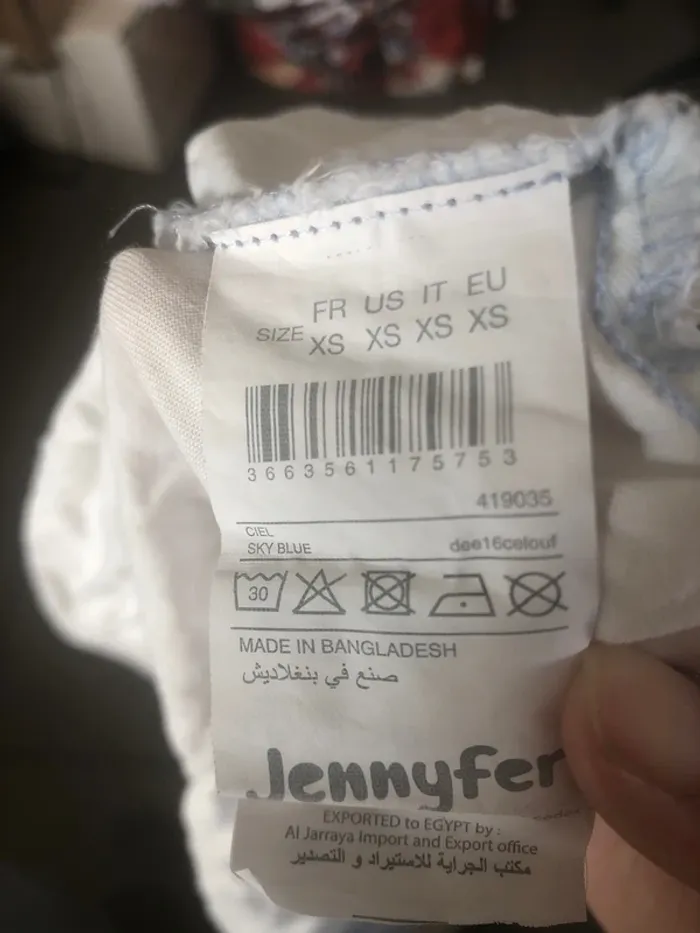 FR US IT EU
SIZE XS XS XS XS
3663561175753
419035
CIEL
SKY BLUE dee16celouf
30
MADE IN BANGLADESH
صنع في بنغلاديش
Jennyfer
EXPORTED to EGYPT by :
Al Jarraya Import and Export office
مكتب الجراية للاستيراد و التصدير